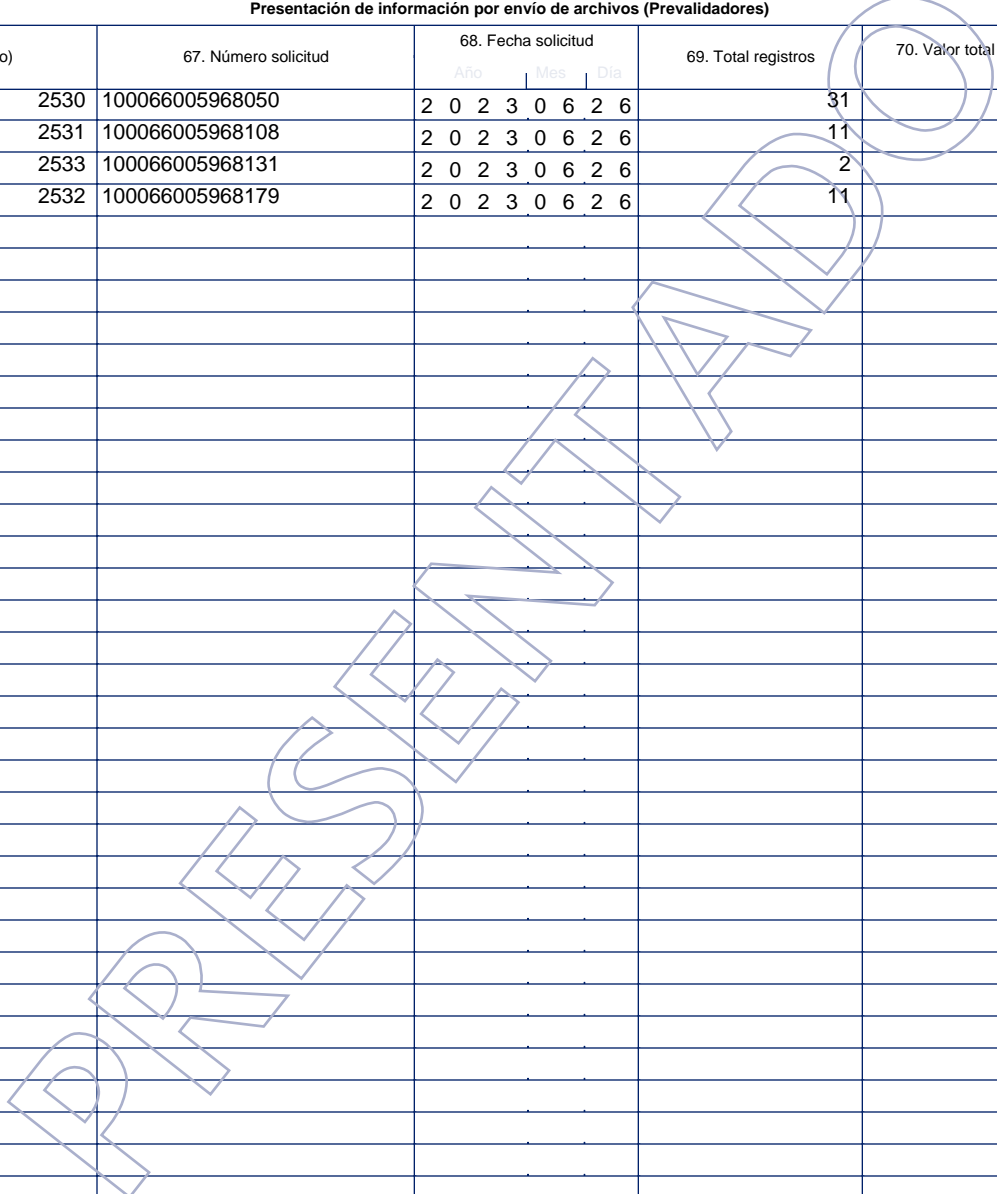 Presentación de información por envío de archivos (Prevalidadores)
o) 67. Número solicitud 68. Fecha solicitud 69. Total registros 70. Valor total
Año Mes Día
2530 100066005968050 2 0 2 3 0 6 2 6 31
2531 100066005968108 2 0 2 3 0 6 2 6 11
2533 100066005968131 2 0 2 3 0 6 2 6 2
2532 100066005968179 2 0 2 3 0 6 2 6 11
PRESENTADO